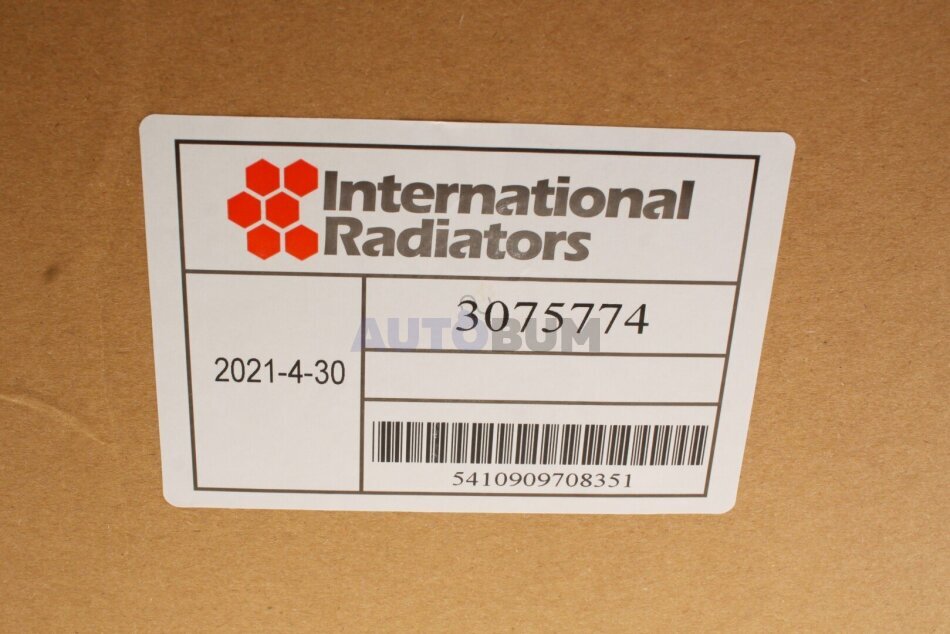 International
Radiators
3075774
AUTOBUM
2021-4-30
5410909708351